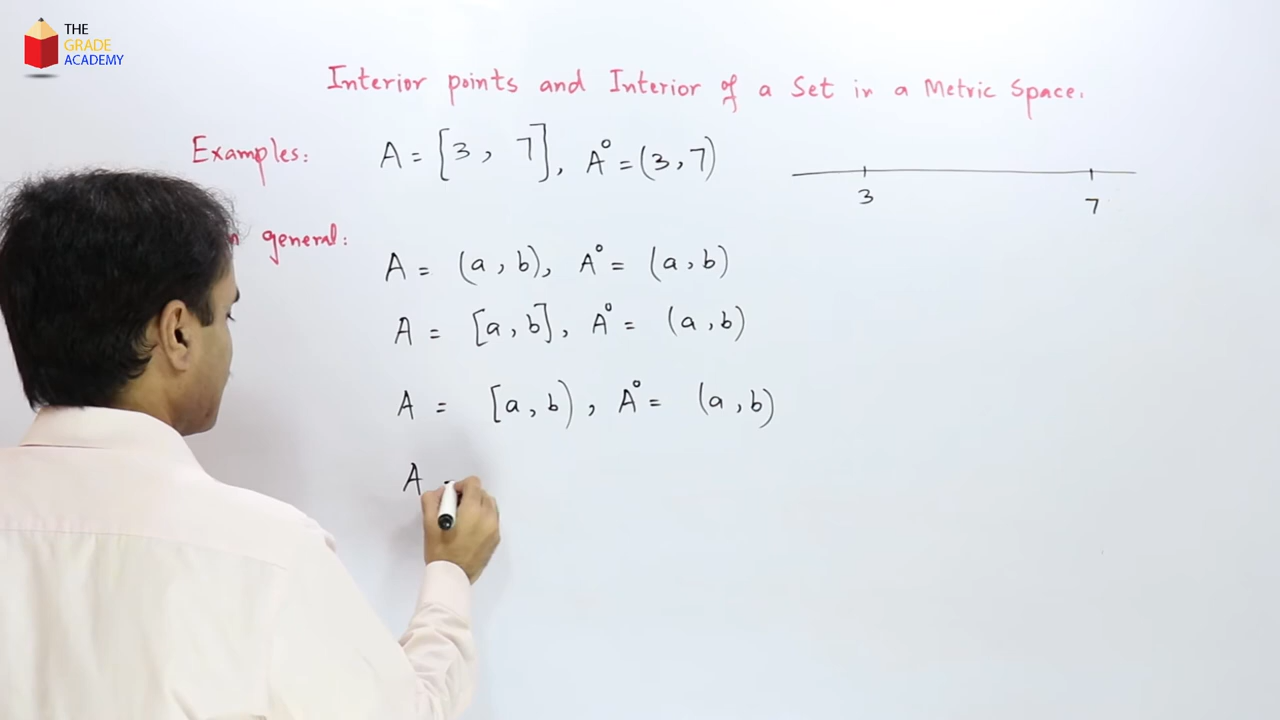 THE
GRADE
ACADEMY
Interior points and Interior of a Set in a Metric Space.
Examples: A = [3, 7], A° = (3, 7)
3 7
general:
A = (a, b), A° = (a, b)
A = [a, b], A° = (a, b)
A = [a, b), A° = (a, b)
A